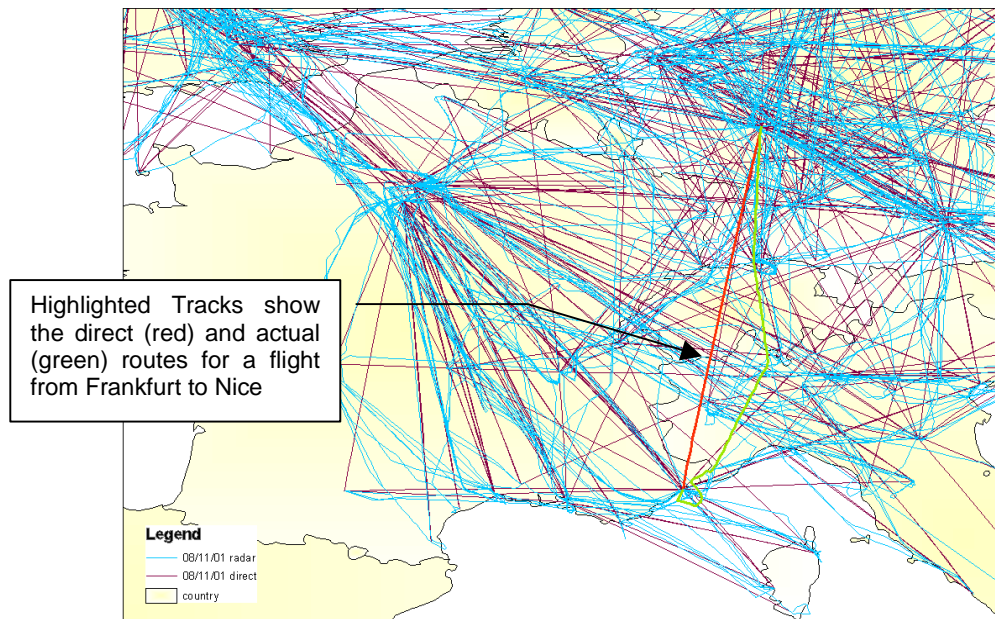 Highlighted Tracks show
the direct (red) and actual
(green) routes for a flight
from Frankfurt to Nice
Legend
08/11/01 radar
08/11/01 direct
country